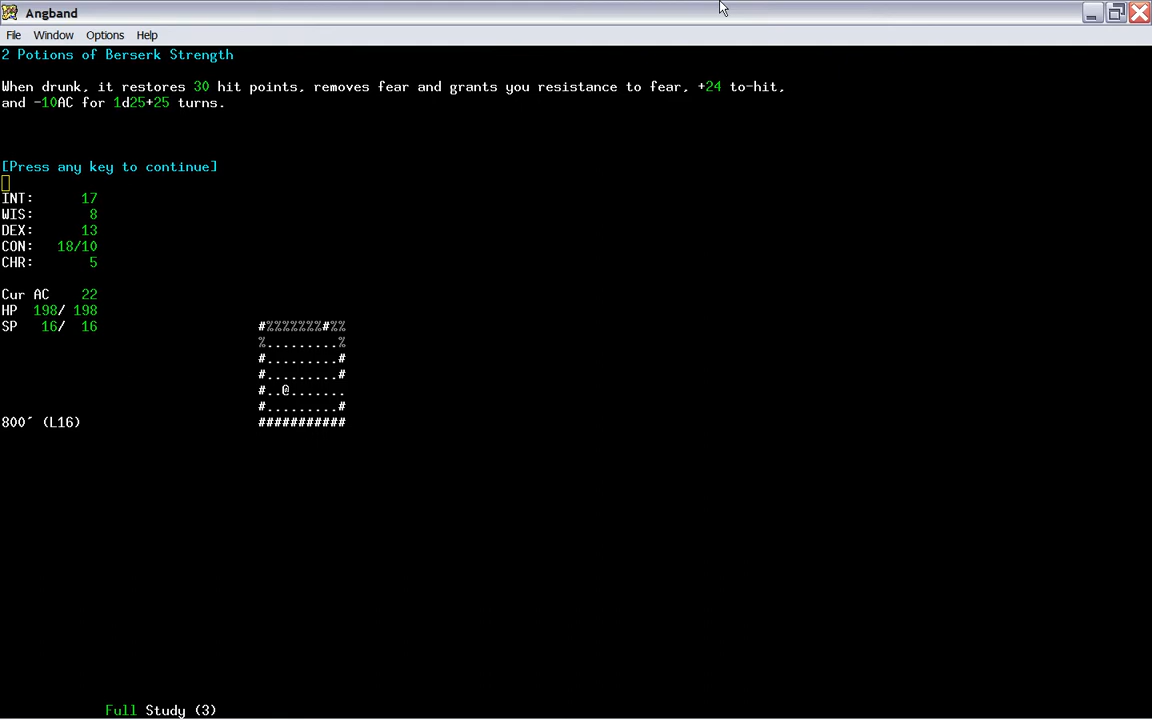 Angband
File Window Options Help
2 Potions of Berserk Strength
When drunk, it restores 30 hit points, removes fear and grants you resistance to fear, +24 to-hit,
and -10AC for 1d25+25 turns.
[Press any key to continue]
INT: 17
WIS: 8
DEX: 13
CON: 18/10
CHR: 5
Cur AC 22
HP 198/ 198
SP 16/ 16
#%%%%%%%#%%
%.........%
#.........#
#.........#
#..@.......
#.........#
800' (L16) ###########
Full Study (3)